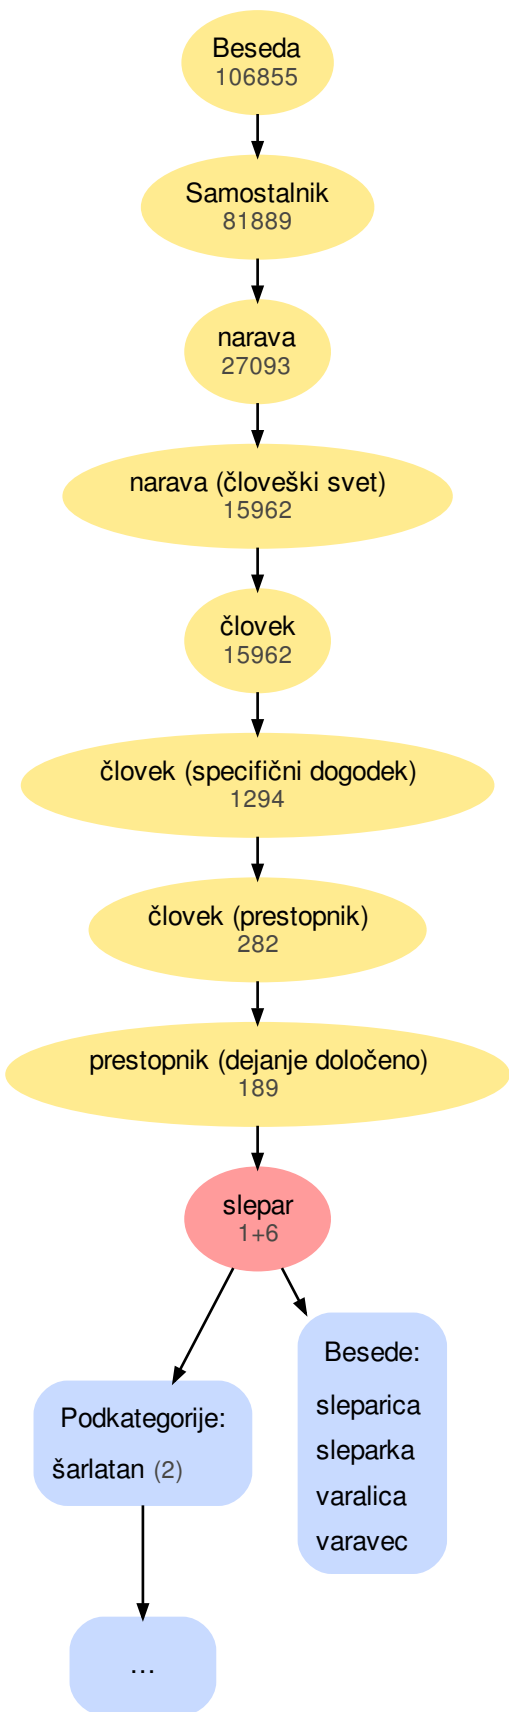 Beseda
106855
Samostalnik
81889
narava
27093
narava (človeški svet)
15962
človek
15962
človek (specifični dogodek)
1294
človek (prestopnik)
282
prestopnik (dejanje določeno)
189
slepar
1+6
Podkategorije:
šarlatan (2)
...
Besede:
sleparica
sleparka
varalica
varavec